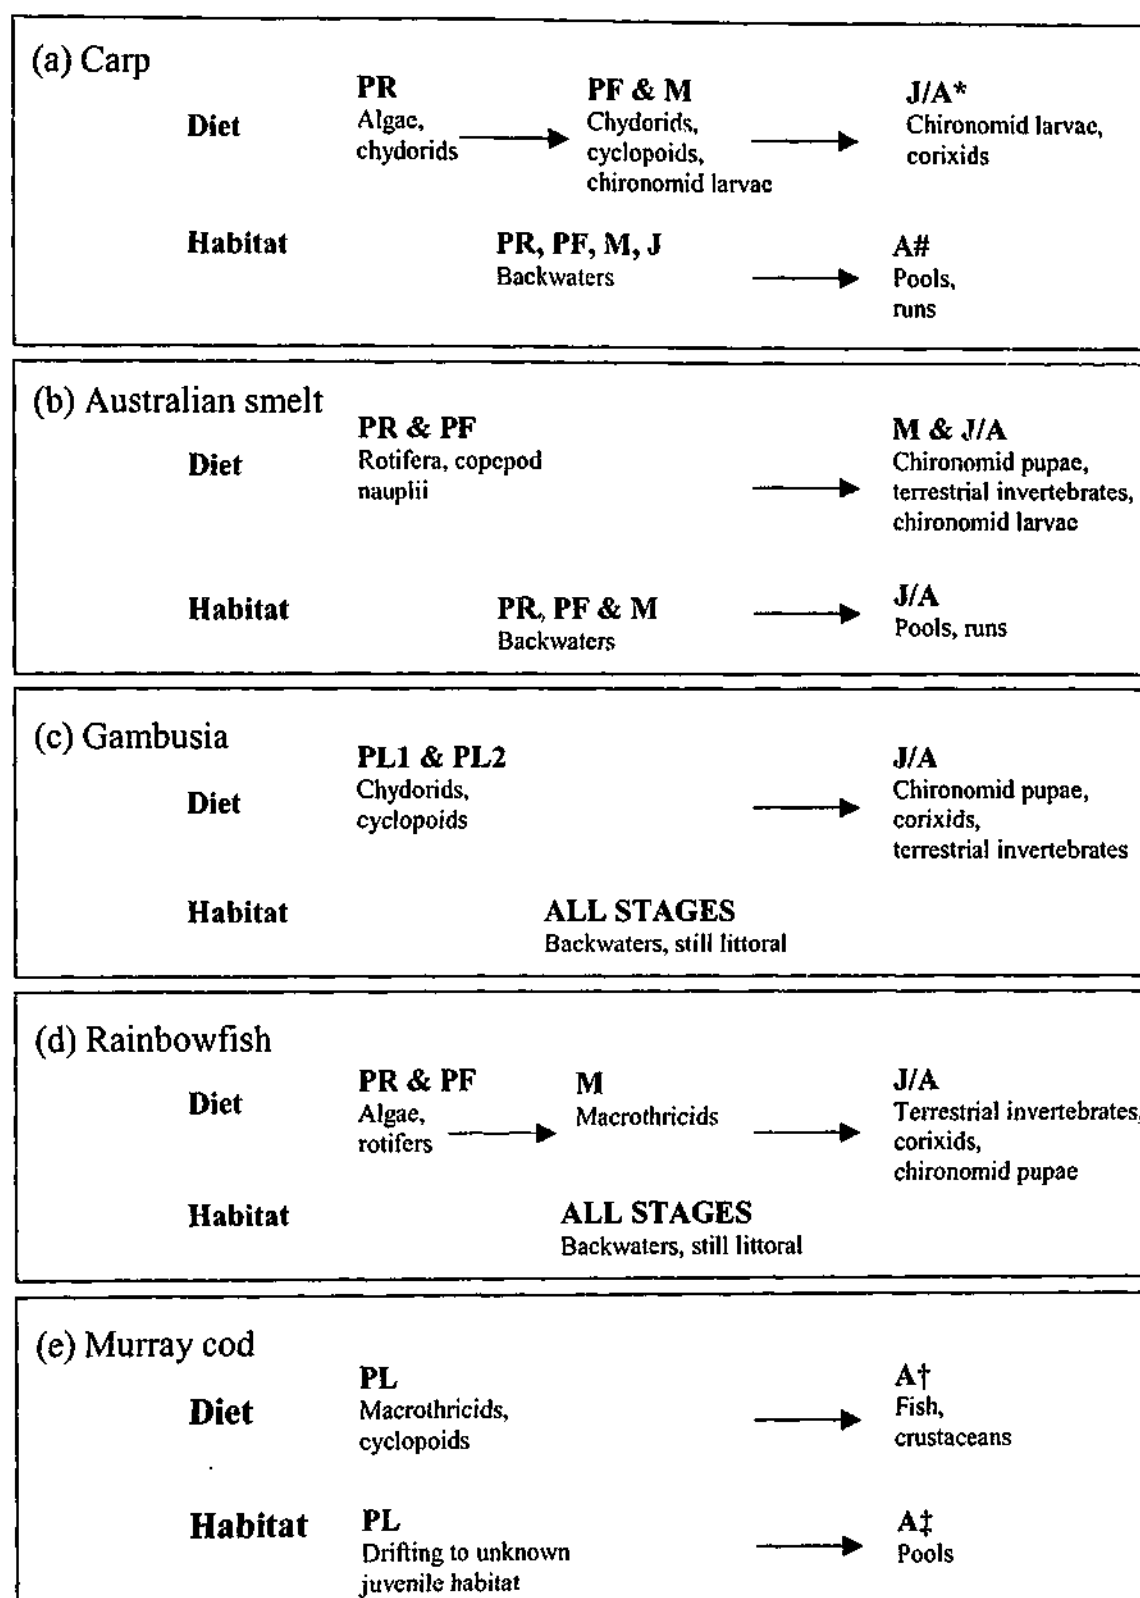 (a) Carp
Diet
PR
Algae,
chydorids
PF & M
Chydorids,
cyclopoids,
chironomid larvae
J/A*
Chironomid larvae,
corixids
Habitat
PR, PF, M, J
Backwaters
A#
Pools,
runs
(b) Australian smelt
Diet
PR & PF
Rotifera, copepod
nauplii
M & J/A
Chironomid pupae,
terrestrial invertebrates,
chironomid larvae
Habitat
PR, PF & M
Backwaters
J/A
Pools, runs
(c) Gambusia
Diet
PL1 & PL2
Chydorids,
cyclopoids
J/A
Chironomid pupae,
corixids,
terrestrial invertebrates
Habitat
ALL STAGES
Backwaters, still littoral
(d) Rainbowfish
Diet
PR & PF
Algae,
rotifers
M
Macrothricids
J/A
Terrestrial invertebrates,
corixids,
chironomid pupae
Habitat
ALL STAGES
Backwaters, still littoral
(e) Murray cod
Diet
PL
Macrothricids,
cyclopoids
A†
Fish,
crustaceans
Habitat
PL
Drifting to unknown
juvenile habitat
A‡
Pools